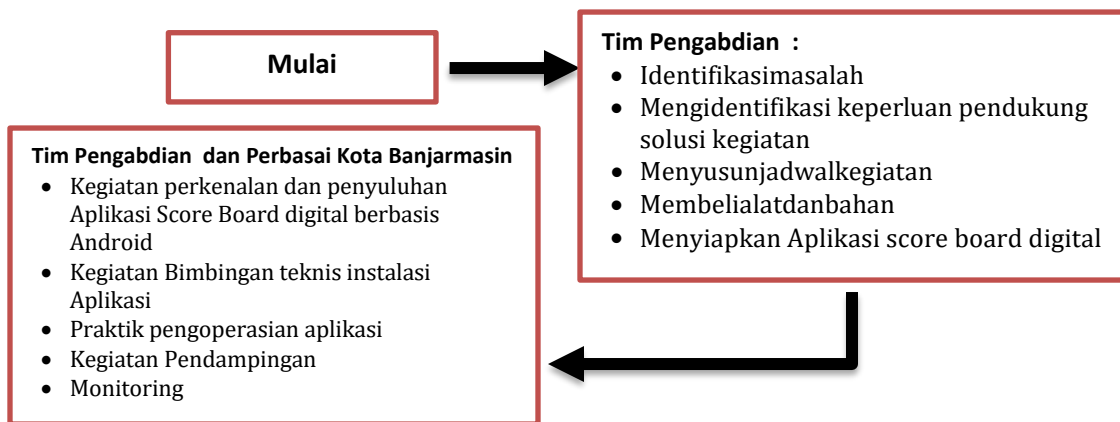 Mulai
Tim Pengabdian :
• Identifikasimasalah
• Mengidentifikasi keperluan pendukung
solusi kegiatan
• Menyusunjadwalkegiatan
• Membelialatdanbahan
• Menyiapkan Aplikasi score board digital
Tim Pengabdian dan Perbasai Kota Banjarmasin
• Kegiatan perkenalan dan penyuluhan
Aplikasi Score Board digital berbasis
Android
• Kegiatan Bimbingan teknis instalasi
Aplikasi
• Praktik pengoperasian aplikasi
• Kegiatan Pendampingan
• Monitoring